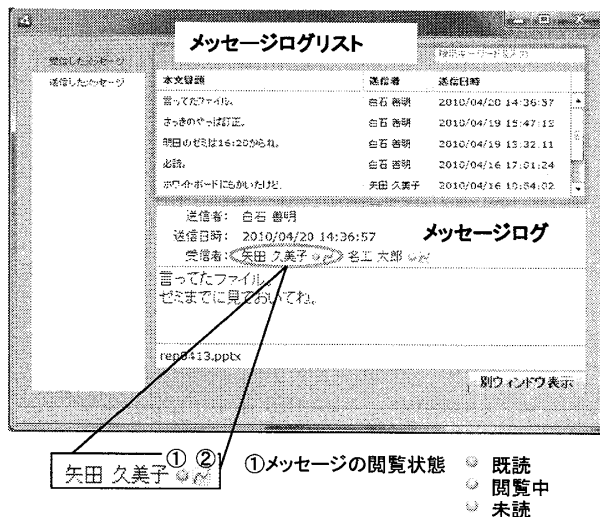 メッセージログリスト
受信したメッセージ
送信したメッセージ
本文冒頭 送信者 送信日時
言ってたファイル。 白石 善明 2010/04/20 14:36:57
さっきのやっぱ訂正。 白石 善明 2010/04/19 15:47:13
明日のゼミは16:20からね。 白石 善明 2010/04/19 13:32:11
必読。 白石 善明 2010/04/16 17:01:24
ホワイトボードにもかいたけど、 矢田 久美子
送信者: 白石 善明
メッセージログ
送信日時: 2010/04/20 14:36:57
受信者: 矢田 久美子 名工 太郎
言ってたファイル。
ゼミまでに見ておいてね。
rep0413.pptx
別ウィンドウ表示
① ②
矢田 久美子
①メッセージの閲覧状態
既読
閲覧中
未読